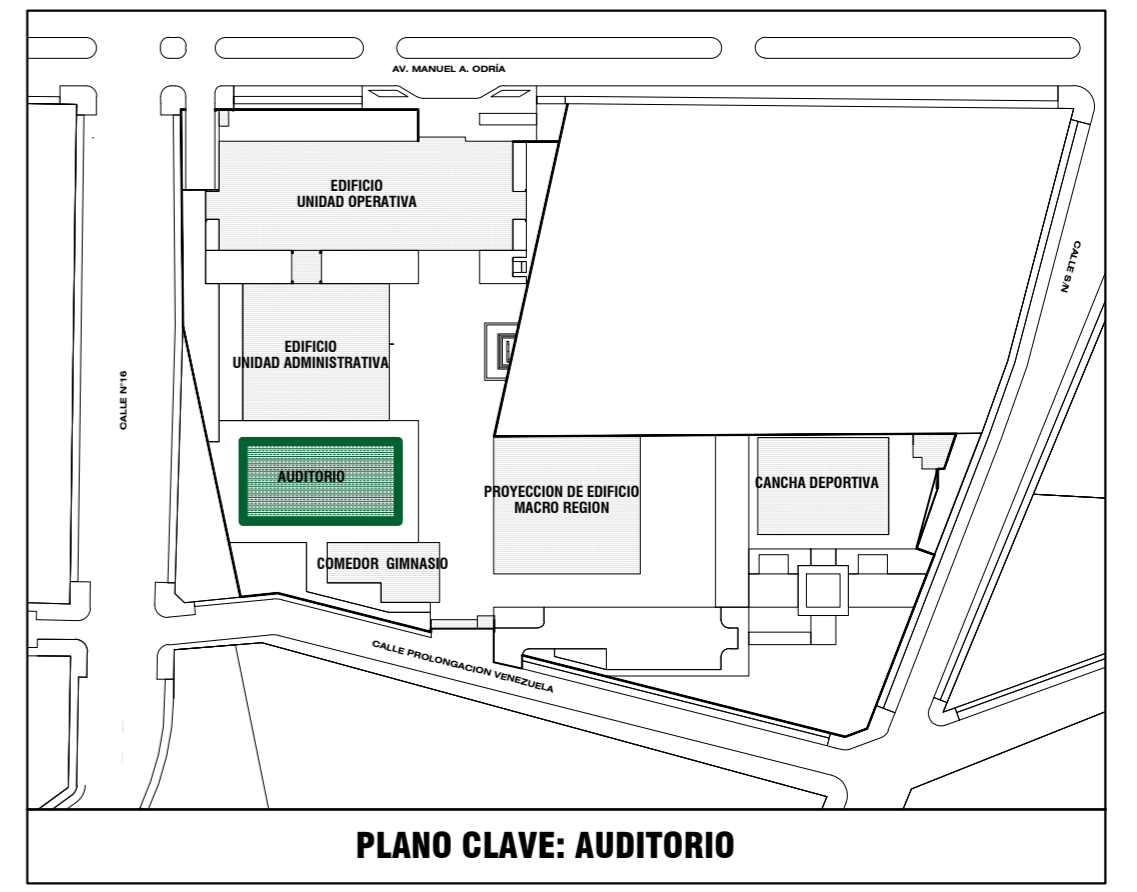 AV. MANUEL A. ODRÍA
EDIFICIO
UNIDAD OPERATIVA
CALLE S/N
EDIFICIO
UNIDAD ADMINISTRATIVA
CALLE N°16
AUDITORIO
PROYECCION DE EDIFICIO
MACRO REGION
CANCHA DEPORTIVA
COMEDOR GIMNASIO
CALLE PROLONGACION VENEZUELA
PLANO CLAVE: AUDITORIO